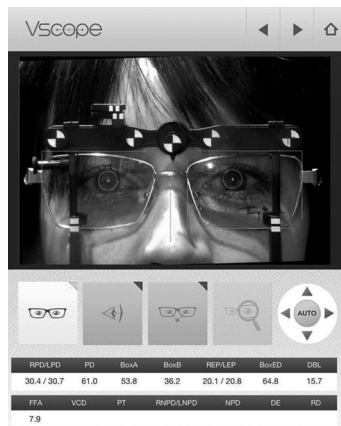 Vscope
AUTO
RPD/LPD PD BoxA BoxB REP/LEP BoxED DBL
30.4 / 30.7 61.0 53.8 36.2 20.1 / 20.8 64.8 15.7
FFA VCD PT RNPD/LNPD NPD DE RD
7.9